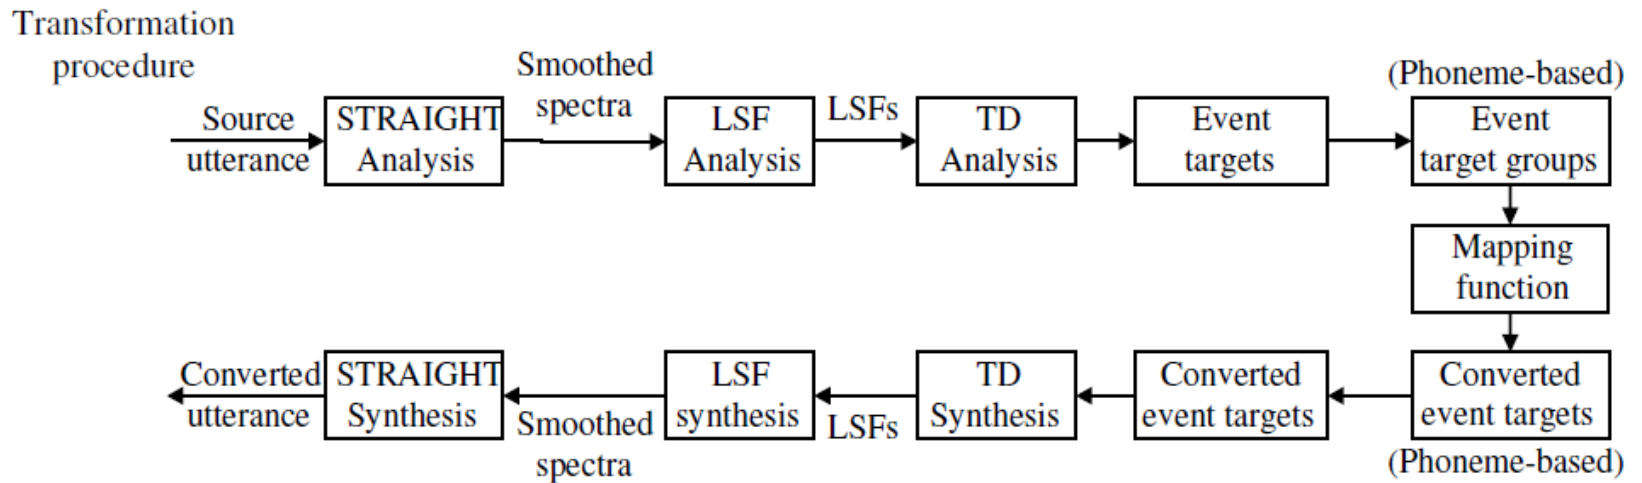 Transformation
procedure
Source
utterance
STRAIGHT
Analysis
Smoothed
spectra
LSF
Analysis
LSFs
TD
Analysis
Event
targets
(Phoneme-based)
Event
target groups
Mapping
function
Converted
event targets
(Phoneme-based)
Converted
event targets
TD
Synthesis
LSFs
LSF
synthesis
Smoothed
spectra
STRAIGHT
Synthesis
Converted
utterance